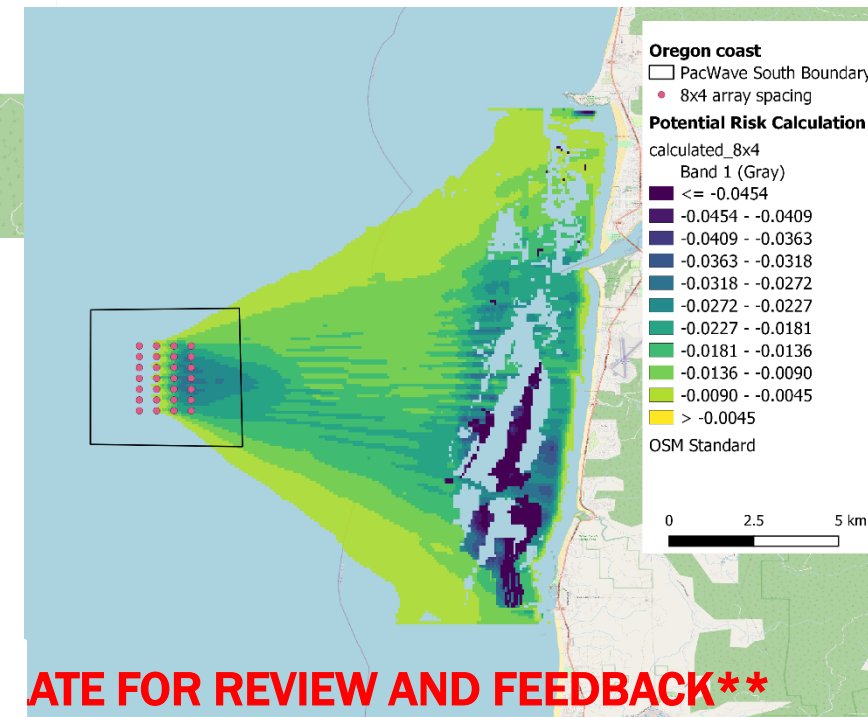 Oregon coast
PacWave South Boundary
8x4 array spacing
Potential Risk Calculation
calculated_8x4
Band 1 (Gray)
<= -0.0454
-0.0454 - -0.0409
-0.0409 - -0.0363
-0.0363 - -0.0318
-0.0318 - -0.0272
-0.0272 - -0.0227
-0.0227 - -0.0181
-0.0181 - -0.0136
-0.0136 - -0.0090
-0.0090 - -0.0045
> -0.0045
OSM Standard
0 2.5 5 km
LATE FOR REVIEW AND FEEDBACK**